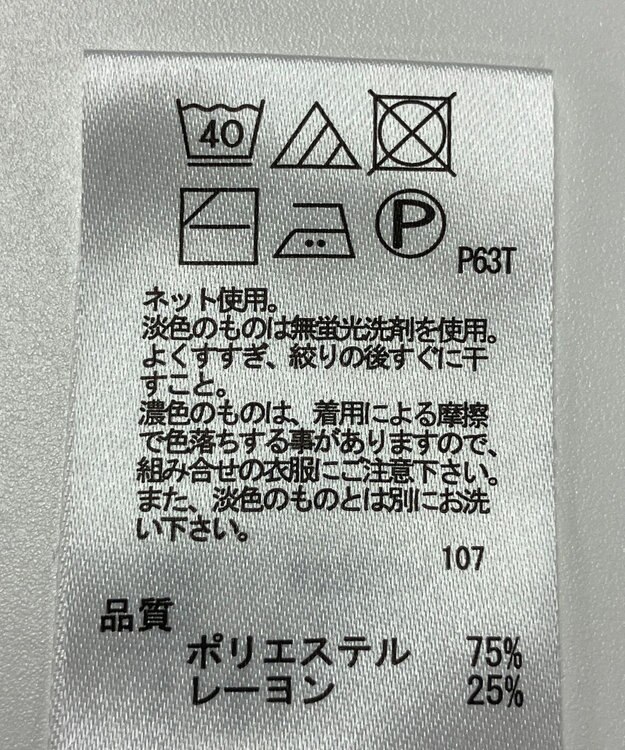 40
P P63T
ネット使用。
淡色のものは無蛍光洗剤を使用。
よくすすぎ、絞りの後すぐに干
すこと。
濃色のものは、着用による摩擦
で色落ちする事がありますので、
組み合せの衣服にご注意下さい。
また、淡色のものとは別にお洗
い下さい。
107
品質
ポリエステル 75%
レーヨン 25%